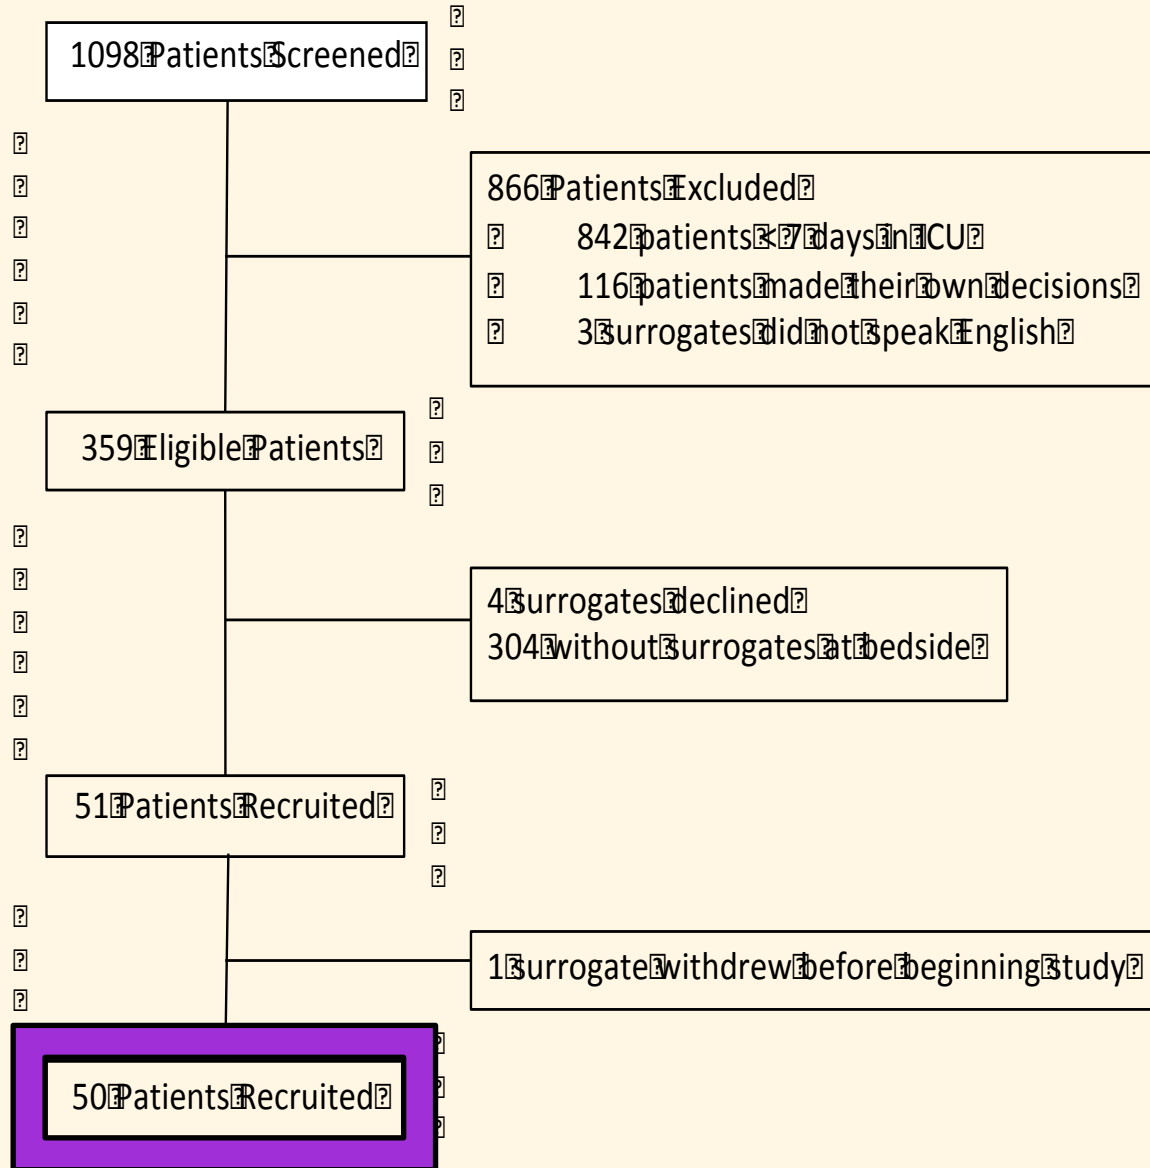 1098 Patients Screened
866 Patients Excluded
842 patients < 7 days in ICU
116 patients made their own decisions
3 surrogates did not speak English
359 Eligible Patients
4 surrogates declined
304 without surrogates at bedside
51 Patients Recruited
1 surrogate withdrew before beginning study
50 Patients Recruited